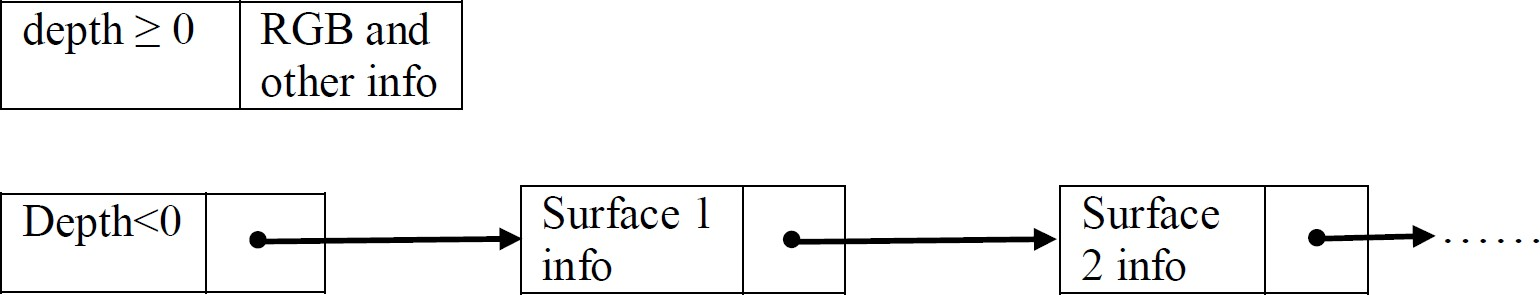 depth ≥ 0
RGB and
other info
Depth<0
Surface 1
info
Surface
2 info
……